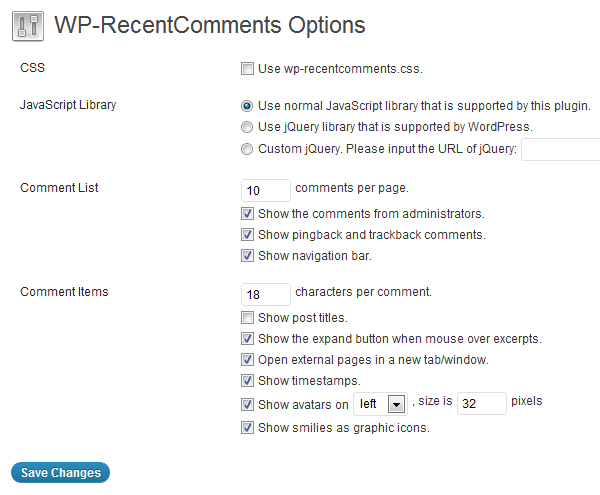 WP-RecentComments Options
CSS Use wp-recentcomments.css.
JavaScript Library Use normal JavaScript library that is supported by this plugin.
Use jQuery library that is supported by WordPress.
Custom jQuery. Please input the URL of jQuery:
Comment List 10 comments per page.
Show the comments from administrators.
Show pingback and trackback comments.
Show navigation bar.
Comment Items 18 characters per comment.
Show post titles.
Show the expand button when mouse over excerpts.
Open external pages in a new tab/window.
Show timestamps.
Show avatars on left , size is 32 pixels
Show smilies as graphic icons.
Save Changes